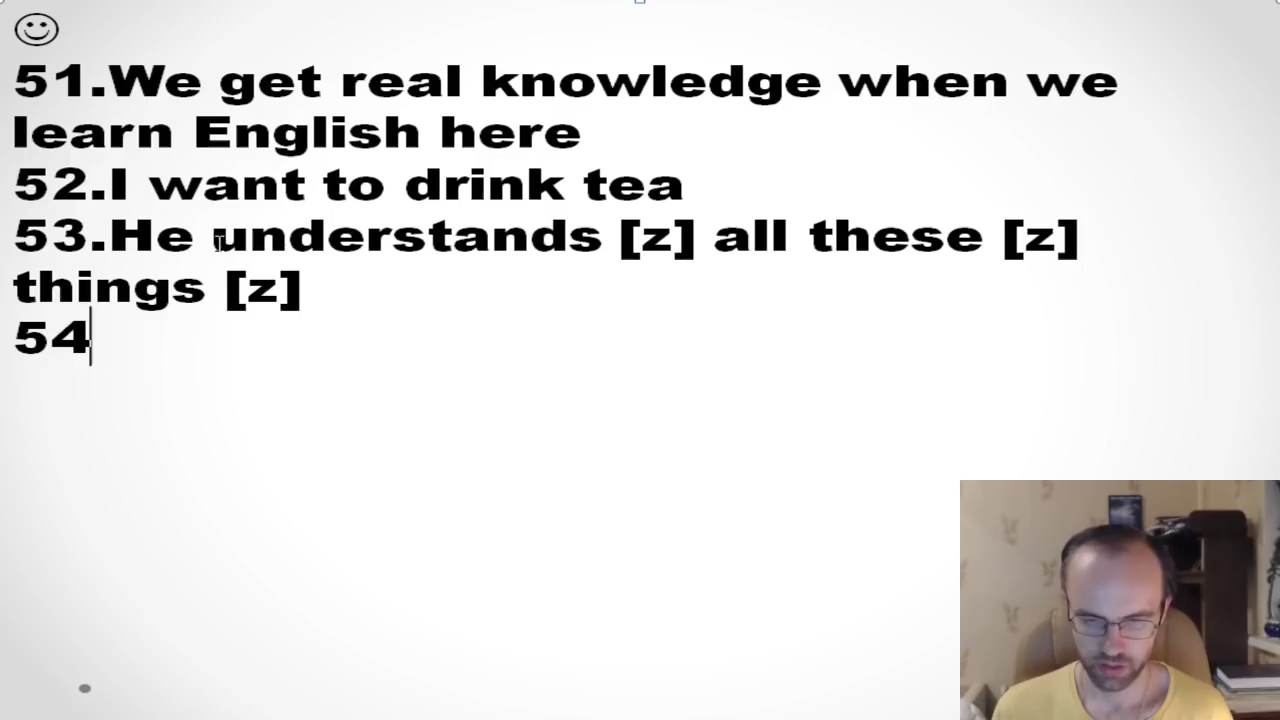 51.We get real knowledge when we
learn English here
52.I want to drink tea
53.He understands [z] all these [z]
things [z]
54